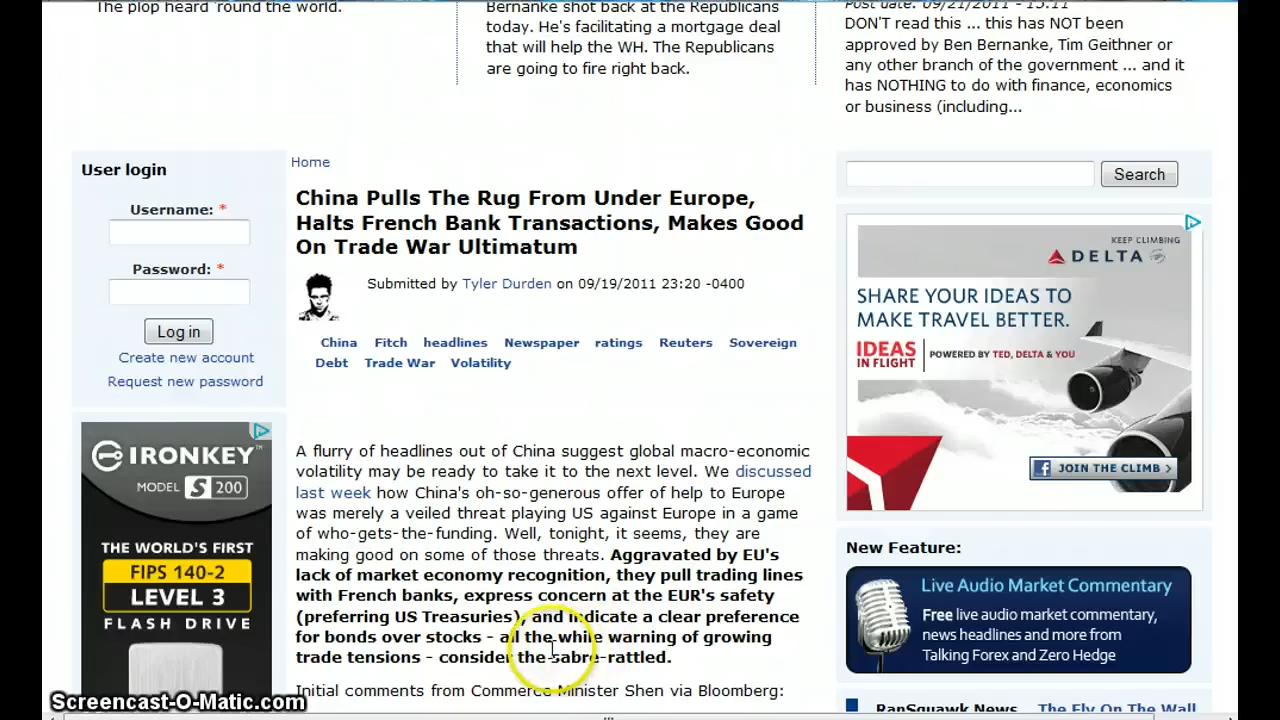 The plop heard 'round the world.
Bernanke shot back at the Republicans
today. He's facilitating a mortgage deal
that will help the WH. The Republicans
are going to fire right back.
Post date: 09/21/2011 - 15:11
DON'T read this ... this has NOT been
approved by Ben Bernanke, Tim Geithner or
any other branch of the government ... and it
has NOTHING to do with finance, economics
or business (including...
User login
Username: *
Password: *
Log in
Create new account
Request new password
IRONKEY™
MODEL S 200
THE WORLD'S FIRST
FIPS 140-2
LEVEL 3
FLASH DRIVE
Home
China Pulls The Rug From Under Europe,
Halts French Bank Transactions, Makes Good
On Trade War Ultimatum
Submitted by Tyler Durden on 09/19/2011 23:20 -0400
China Fitch headlines Newspaper ratings Reuters Sovereign
Debt Trade War Volatility
A flurry of headlines out of China suggest global macro-economic
volatility may be ready to take it to the next level. We discussed
last week how China's oh-so-generous offer of help to Europe
was merely a veiled threat playing US against Europe in a game
of who-gets-the-funding. Well, tonight, it seems, they are
making good on some of those threats. Aggravated by EU's
lack of market economy recognition, they pull trading lines
with French banks, express concern at the EUR's safety
(preferring US Treasuries), and indicate a clear preference
for bonds over stocks - all the while warning of growing
trade tensions - consider the sabre-rattled.
Initial comments from Commerce Minister Shen via Bloomberg:
Search
KEEP CLIMBING
DELTA
SHARE YOUR IDEAS TO
MAKE TRAVEL BETTER.
IDEAS IN FLIGHT
POWERED BY TED, DELTA & YOU
JOIN THE CLIMB >
New Feature:
Live Audio Market Commentary
Free live audio market commentary,
news headlines and more from
Talking Forex and Zero Hedge
RanSquawk News The Fly On The Wall
Screencast-O-Matic.com